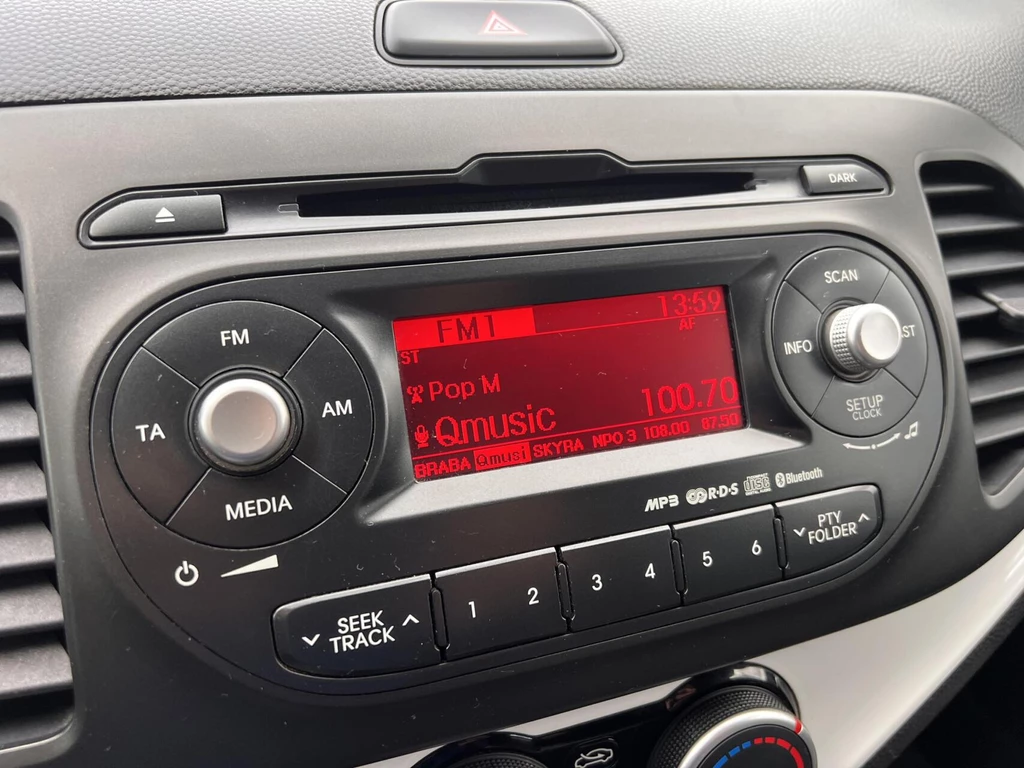 DARK
FM
TA
AM
MEDIA
FM1
13:59
AF
ST
Pop M
Qmusic
100.70
BRABA Qmusi SKYRA NPO 3 108.00 87.50
SCAN
INFO
SETUP
CLOCK
MP3 R·D·S DIGITAL AUDIO Bluetooth
SEEK
TRACK
1 2 3 4 5 6
PTY
FOLDER